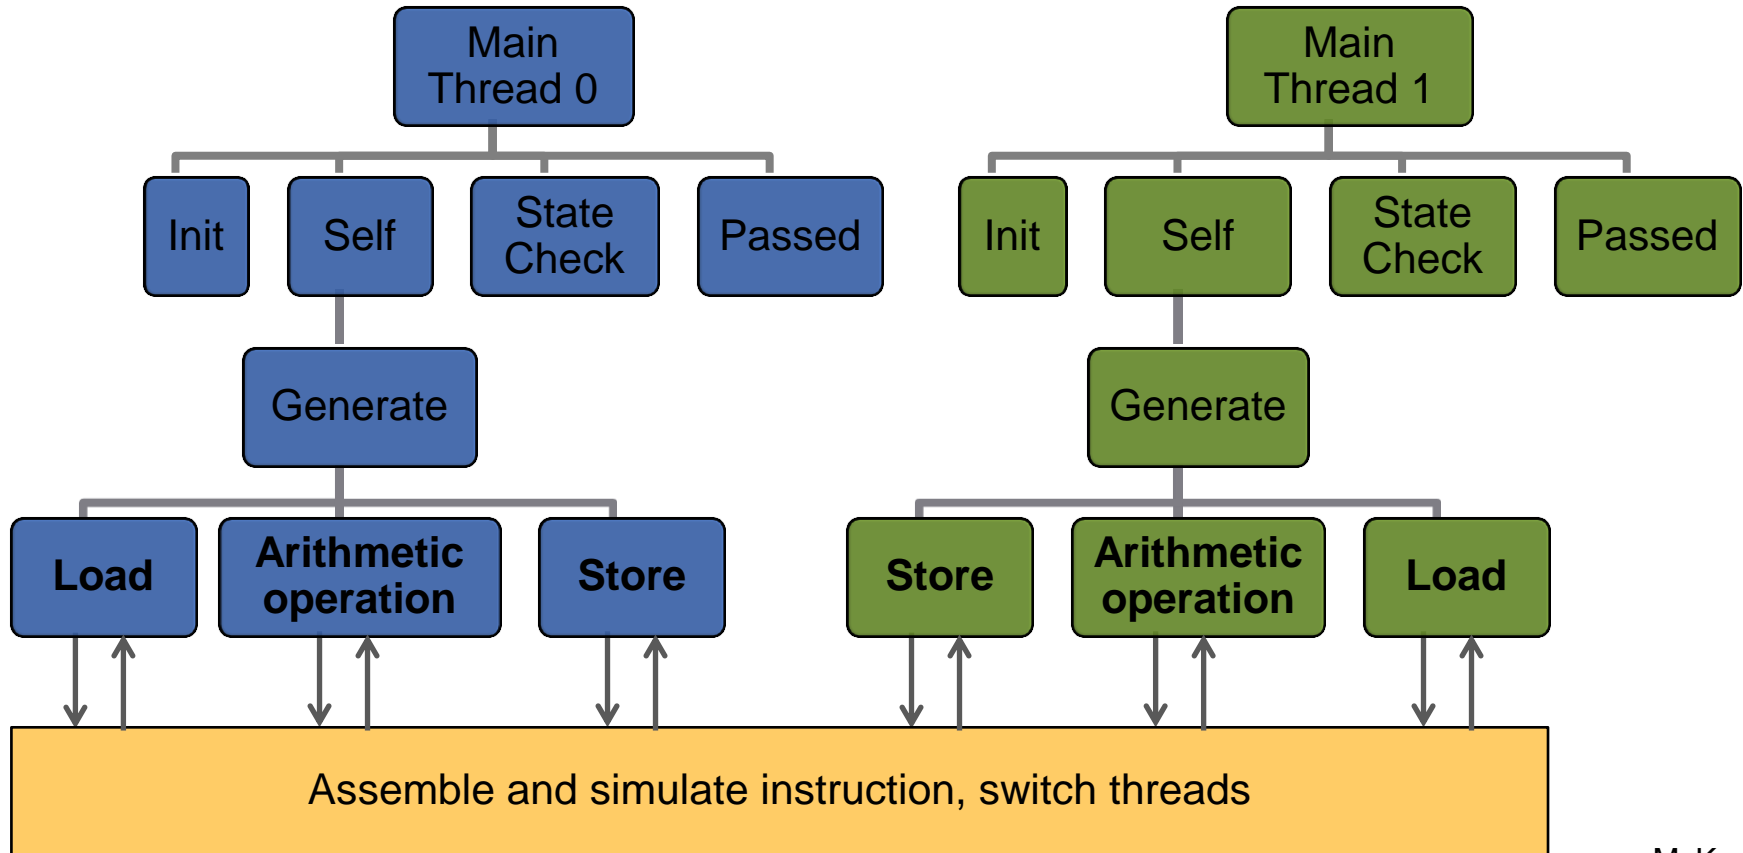 Main
Thread 0
Main
Thread 1
Init
Self
State
Check
Passed
Init
Self
State
Check
Passed
Generate
Generate
Load
Arithmetic
operation
Store
Store
Arithmetic
operation
Load
Assemble and simulate instruction, switch threads